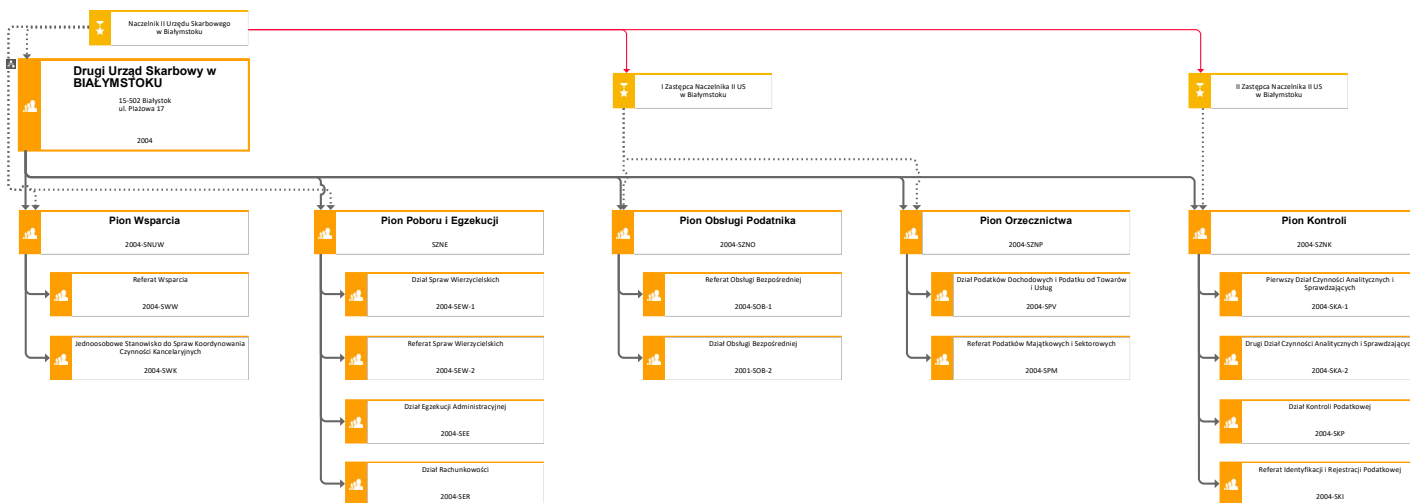 Naczelnik II Urzędu Skarbowego
w Białymstoku
Drugi Urząd Skarbowy w
BIAŁYMSTOKU
15-502 Białystok
ul. Plażowa 17
2004
I Zastępca Naczelnika II US
w Białymstoku
II Zastępca Naczelnika II US
w Białymstoku
Pion Wsparcia
2004-SNUW
Referat Wsparcia
2004-SWW
Jednoosobowe Stanowisko do Spraw Koordynowania
Czynności Kancelaryjnych
2004-SWK
Pion Poboru i Egzekucji
SZNE
Dział Spraw Wierzycielskich
2004-SEW-1
Referat Spraw Wierzycielskich
2004-SEW-2
Dział Egzekucji Administracyjnej
2004-SEE
Dział Rachunkowości
2004-SER
Pion Obsługi Podatnika
2004-SZNO
Referat Obsługi Bezpośredniej
2004-SOB-1
Dział Obsługi Bezpośredniej
2001-SOB-2
Pion Orzecznictwa
2004-SZNP
Dział Podatków Dochodowych i Podatku od Towarów
i Usług
2004-SPV
Referat Podatków Majątkowych i Sektorowych
2004-SPM
Pion Kontroli
2004-SZNK
Pierwszy Dział Czynności Analitycznych i
Sprawdzających
2004-SKA-1
Drugi Dział Czynności Analitycznych i Sprawdzając
2004-SKA-2
Dział Kontroli Podatkowej
2004-SKP
Referat Identyfikacji i Rejestracji Podatkowej
2004-SKI